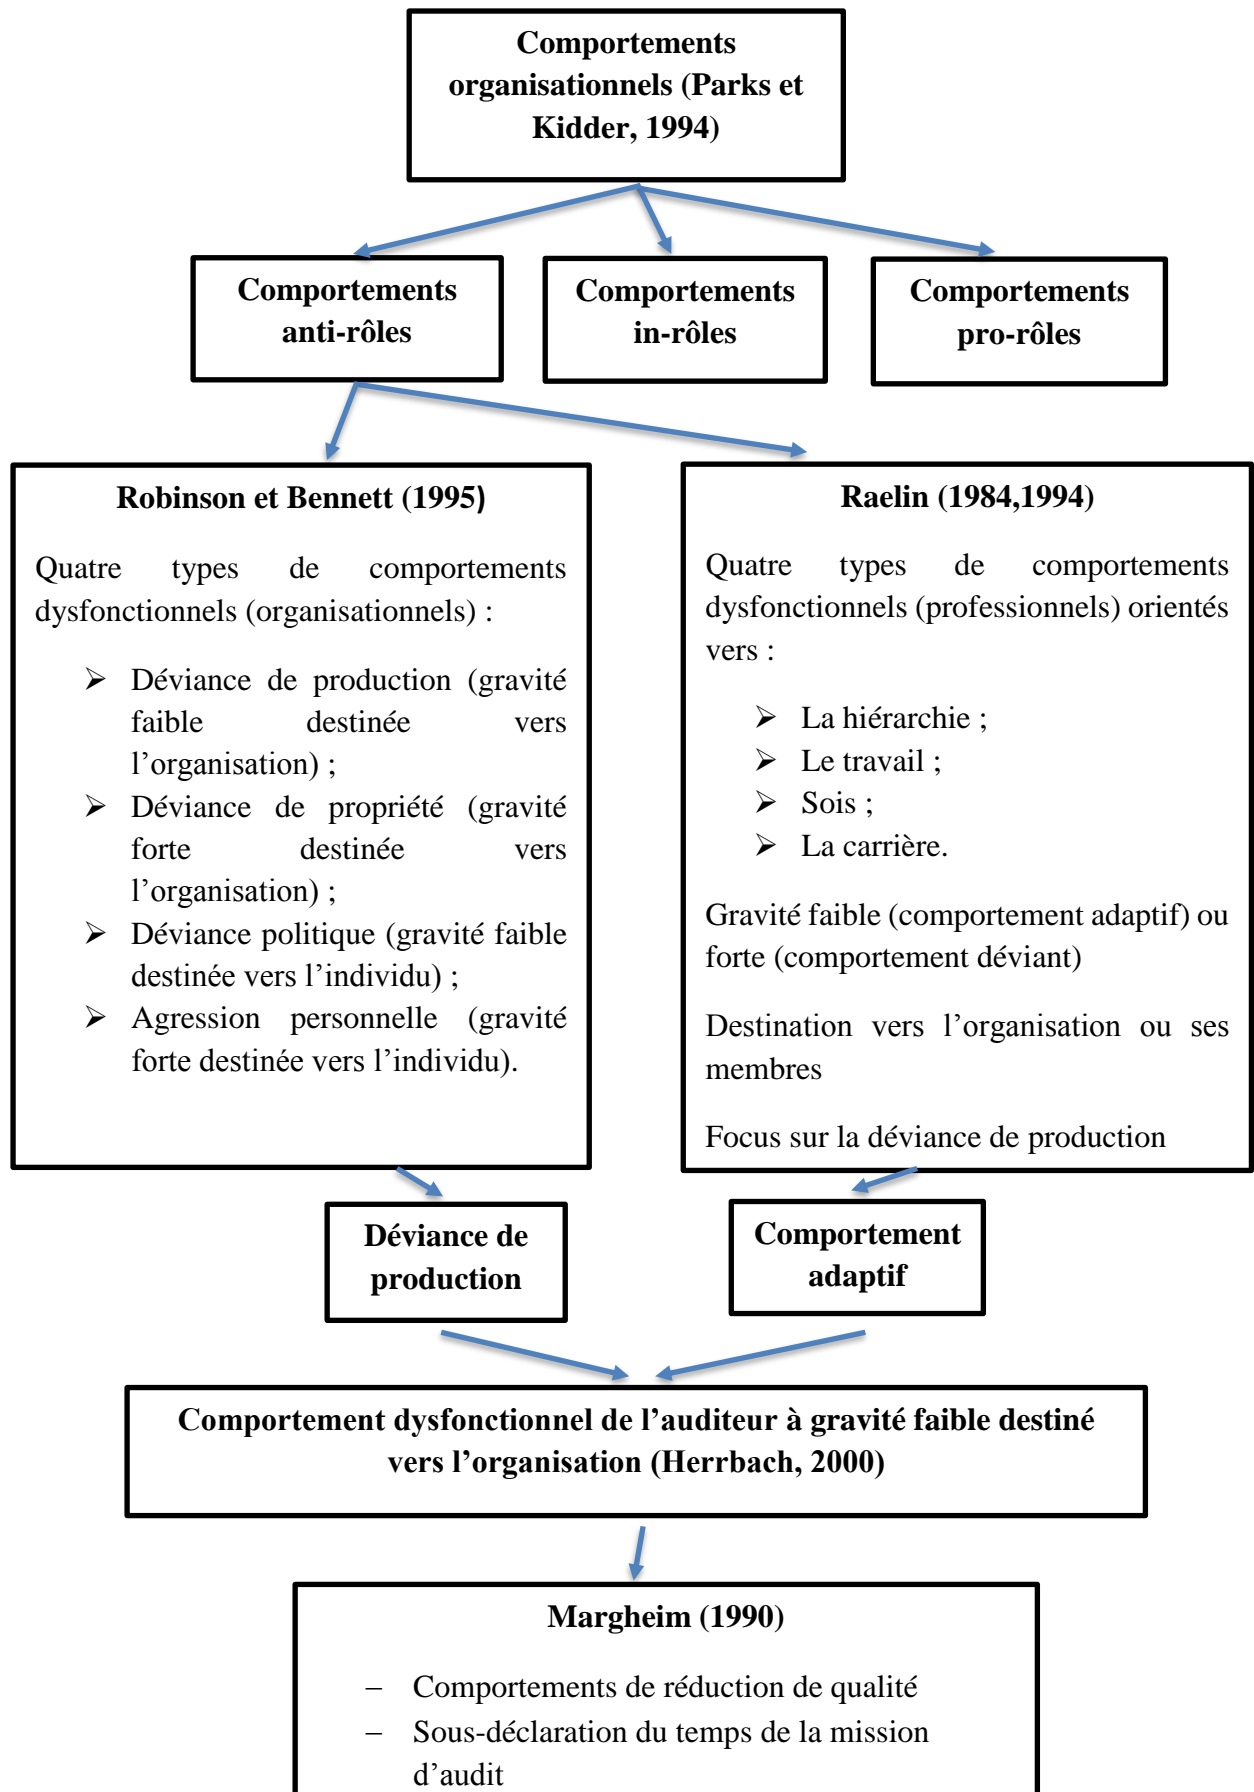 Comportements
organisationnels (Parks et
Kidder, 1994)
Comportements
anti-rôles
Comportements
in-rôles
Comportements
pro-rôles
Robinson et Bennett (1995)
Quatre types de comportements
dysfonctionnels (organisationnels) :
➢ Déviance de production (gravité
faible destinée vers
l’organisation) ;
➢ Déviance de propriété (gravité
forte destinée vers
l’organisation) ;
➢ Déviance politique (gravité faible
destinée vers l’individu) ;
➢ Agression personnelle (gravité
forte destinée vers l’individu).
Raelin (1984,1994)
Quatre types de comportements
dysfonctionnels (professionnels) orientés
vers :
➢ La hiérarchie ;
➢ Le travail ;
➢ Sois ;
➢ La carrière.
Gravité faible (comportement adaptif) ou
forte (comportement déviant)
Destination vers l’organisation ou ses
membres
Focus sur la déviance de production
Déviance de
production
Comportement
adaptif
Comportement dysfonctionnel de l’auditeur à gravité faible destiné
vers l’organisation (Herrbach, 2000)
Margheim (1990)
– Comportements de réduction de qualité
– Sous-déclaration du temps de la mission
d’audit